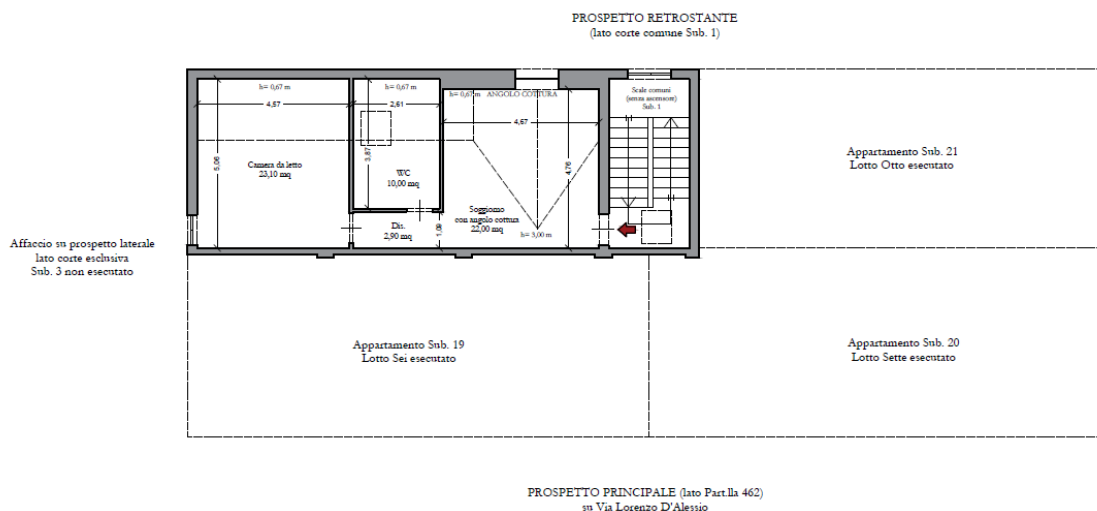 PROSPETTO RETROSTANTE
(lato corte comune Sub. 1)
h= 0,67 m
4,57
h= 0,67 m
2,61
h= 0,67 m
ANGOLO COTTURA
4,67
Scale comuni
(senza ascensore)
Sub. 1
5,06
3,87
4,76
Camera da letto
23,10 mq
WC
10,00 mq
Appartamento Sub. 21
Lotto Otto esecutato
Soggiorno
con angolo cottura
22,00 mq
Dis.
2,90 mq
1,09
h= 3,00 m
Affaccio su prospetto laterale
lato corte esclusiva
Sub. 3 non esecutato
Appartamento Sub. 19
Lotto Sei esecutato
Appartamento Sub. 20
Lotto Sette esecutato
PROSPETTO PRINCIPALE (lato Part.lla 462)
su Via Lorenzo D'Alessio